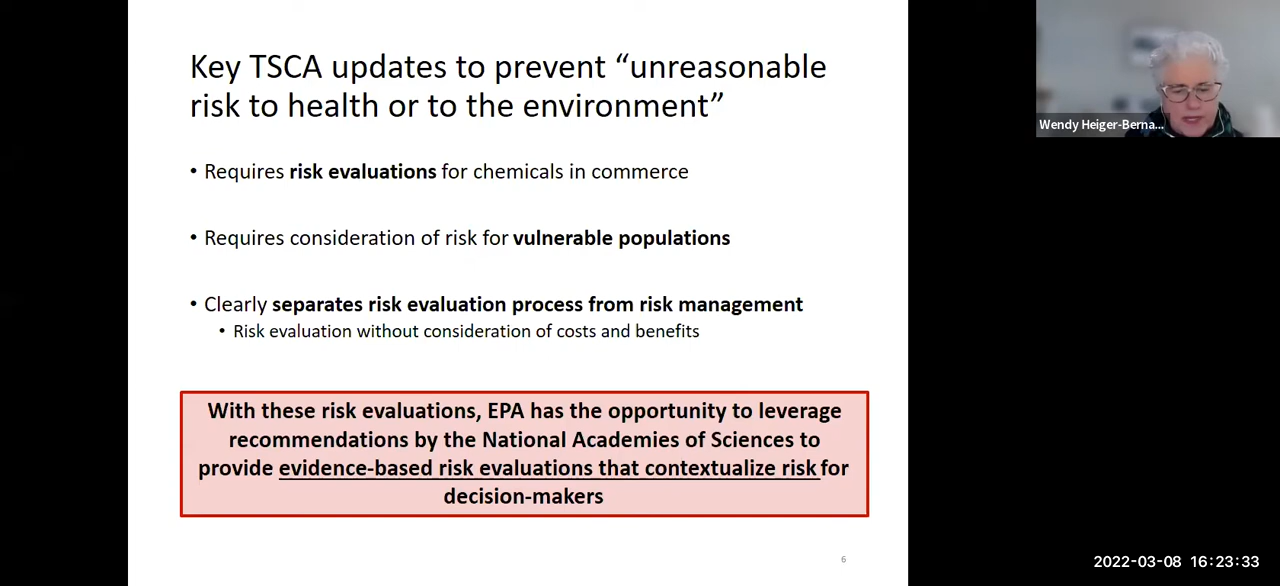 Key TSCA updates to prevent “unreasonable
risk to health or to the environment”
• Requires risk evaluations for chemicals in commerce
• Requires consideration of risk for vulnerable populations
• Clearly separates risk evaluation process from risk management
• Risk evaluation without consideration of costs and benefits
With these risk evaluations, EPA has the opportunity to leverage
recommendations by the National Academies of Sciences to
provide evidence-based risk evaluations that contextualize risk for
decision-makers
6
Wendy Heiger-Berna...
2022-03-08 16:23:33